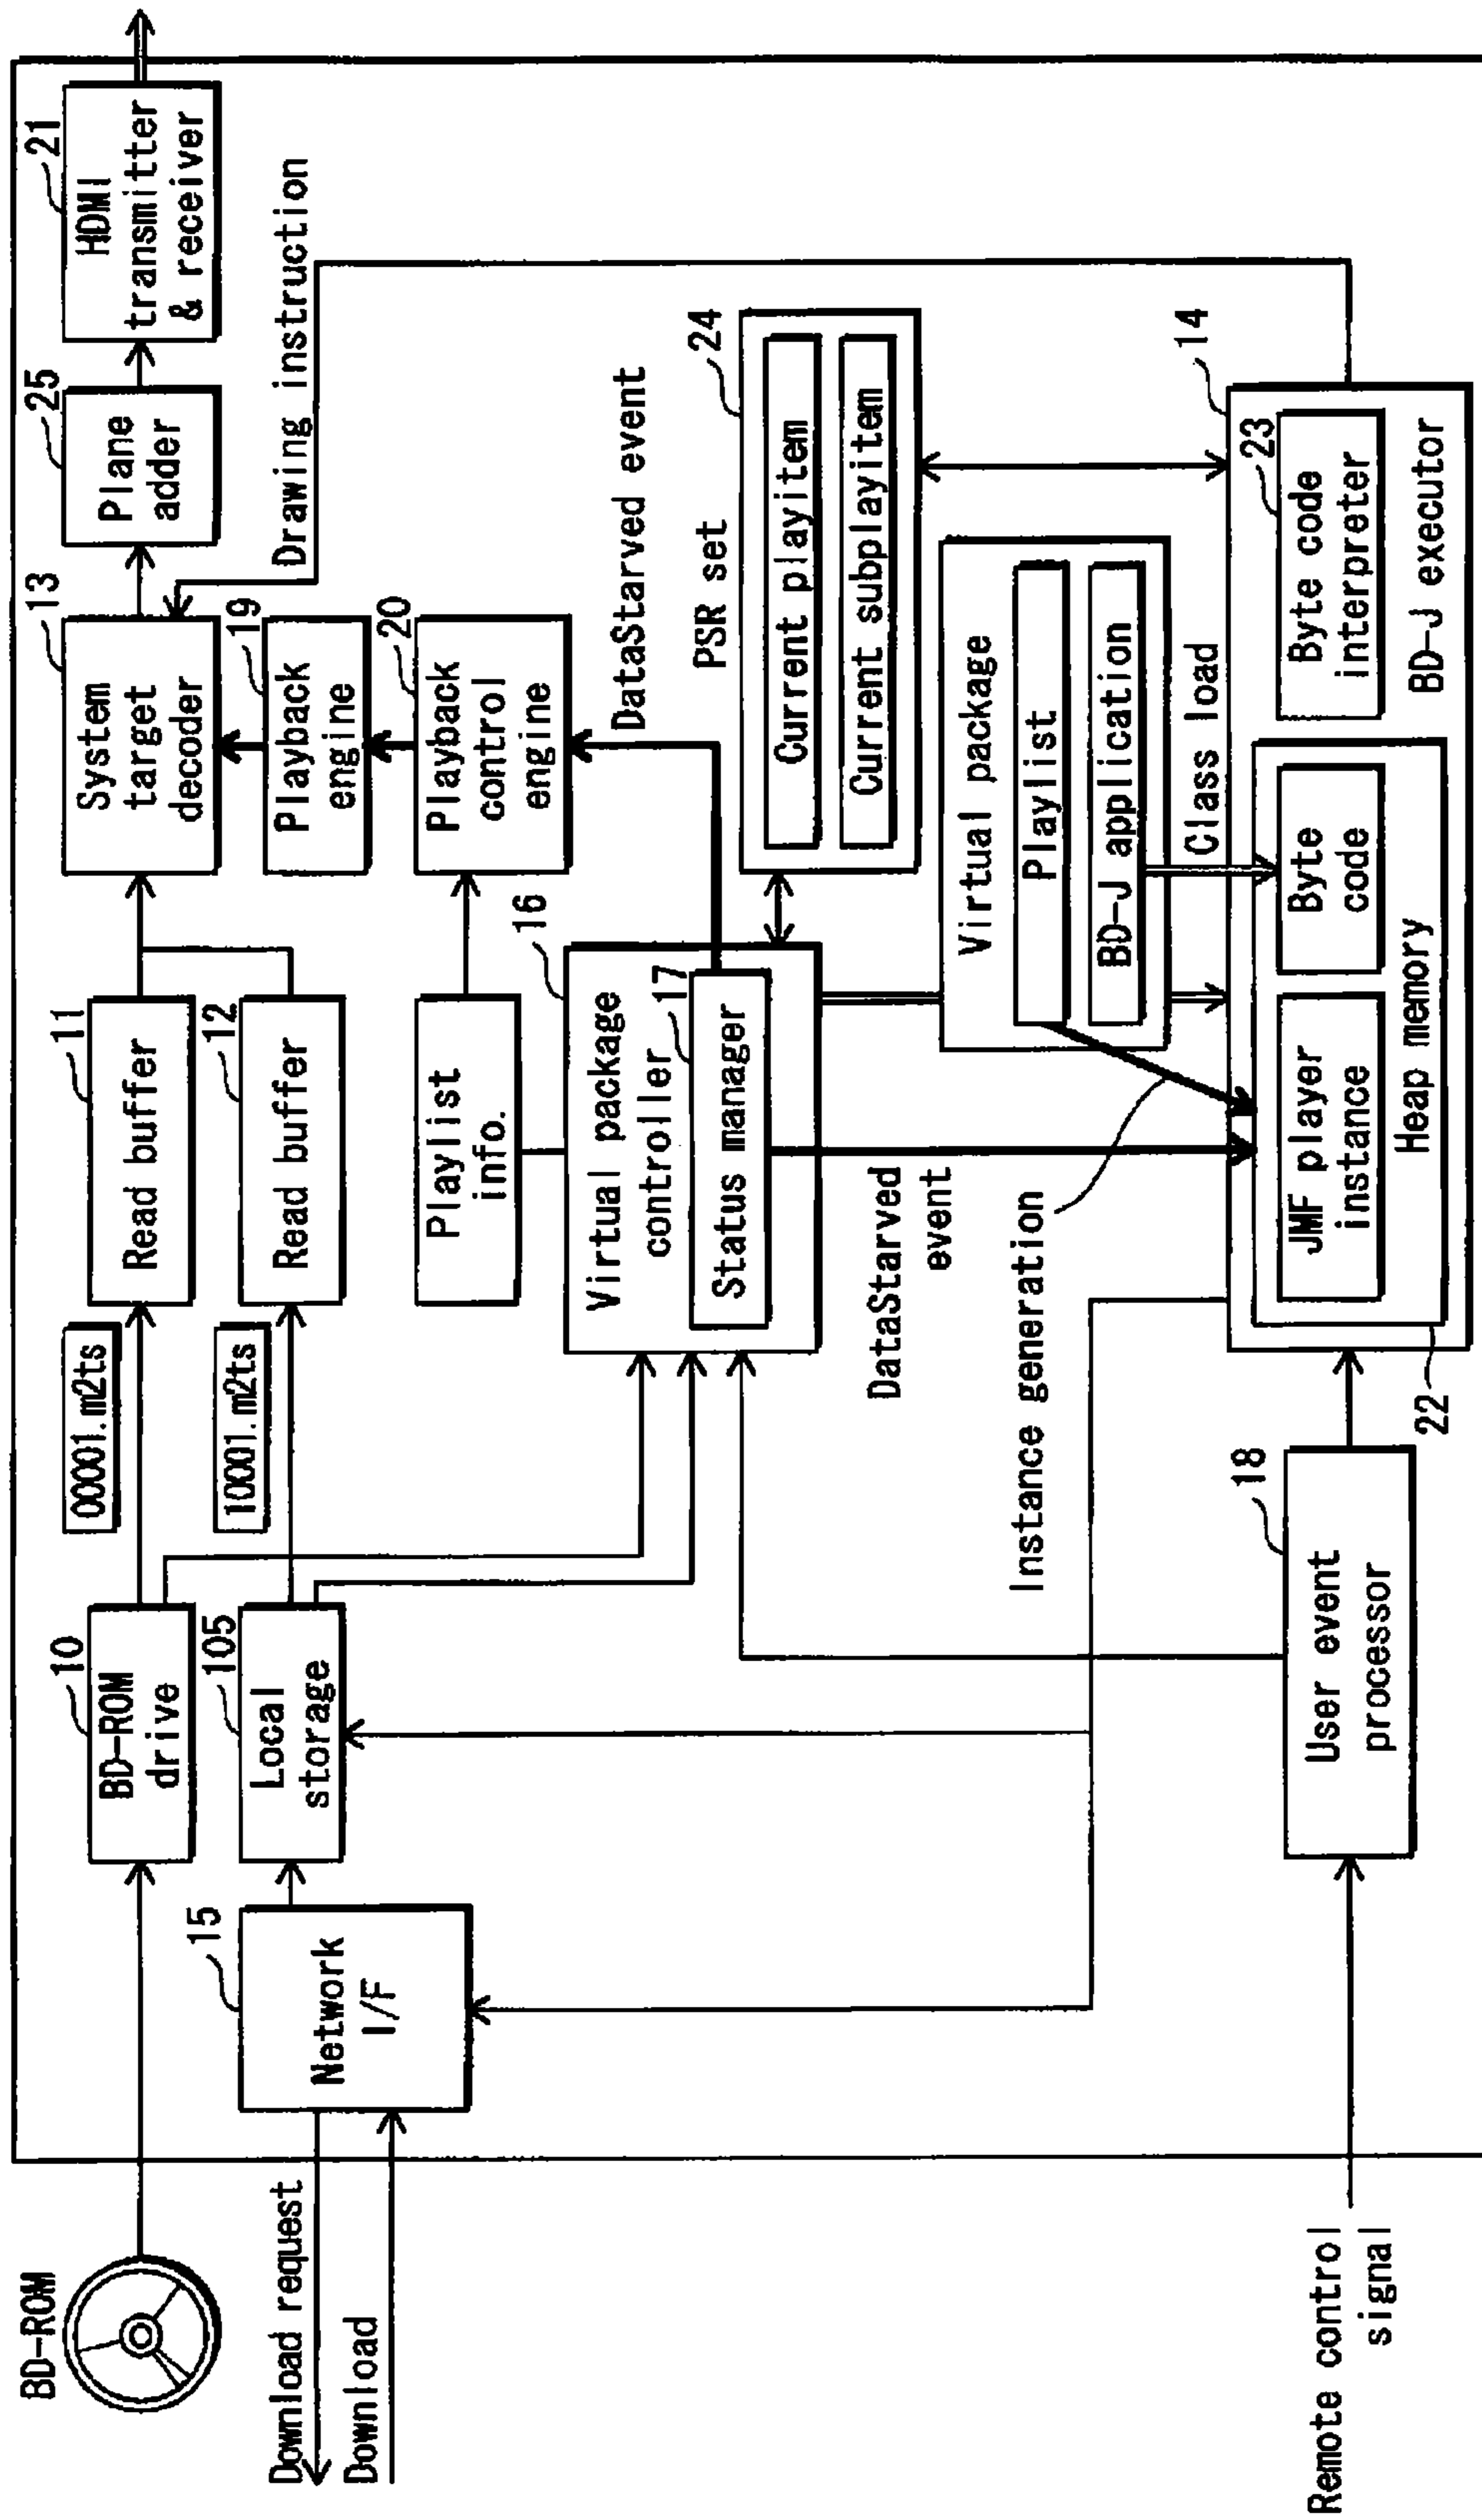 BD-ROM
10
BD-ROM
drive
00001.m2ts
11
Read buffer
13
System
target
decoder
25
Plane
adder
21
HDMI
transmitter
& receiver
Download request
Download
15
Network
I/F
105
Local
storage
10001.m2ts
12
Read buffer
19
Playback
engine
Drawing instruction
Playlist
info.
20
Playback
control
engine
16
Virtual package
controller
17
Status manager
DataStarved event
PSR set
24
Current playitem
Current subplayitem
DataStarved
event
Virtual package
Playlist
BD-J application
Instance generation
Class load
14
Remote control
signal
18
User event
processor
22
JMF player
instance
Byte
code
Heap memory
23
Byte code
interpreter
BD-J executor